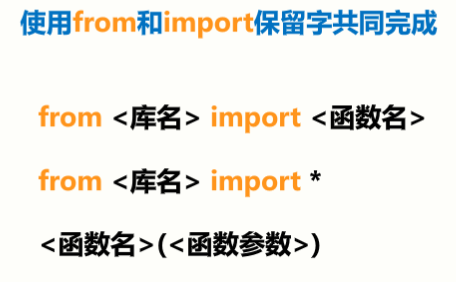 使用from和import保留字共同完成
from <库名> import <函数名>
from <库名> import *
<函数名>(<函数参数>)